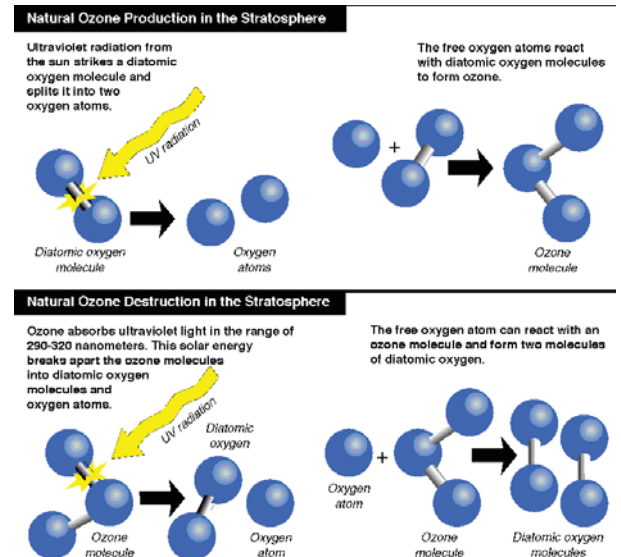 Natural Ozone Production in the Stratosphere
Ultraviolet radiation from
the sun strikes a diatomic
oxygen molecule and
splits it into two
oxygen atoms.
UV radiation
Diatomic oxygen
molecule
Oxygen
atoms
The free oxygen atoms react
with diatomic oxygen molecules
to form ozone.
+
Ozone
molecule
Natural Ozone Destruction in the Stratosphere
Ozone absorbs ultraviolet light in the range of
290-320 nanometers. This solar energy
breaks apart the ozone molecules
into diatomic oxygen
molecules and
oxygen atoms.
UV radiation
Diatomic
oxygen
Ozone
molecule
Oxygen
atom
The free oxygen atom can react with an
ozone molecule and form two molecules
of diatomic oxygen.
+
Oxygen
atom
Ozone
molecule
Diatomic oxygen
molecules